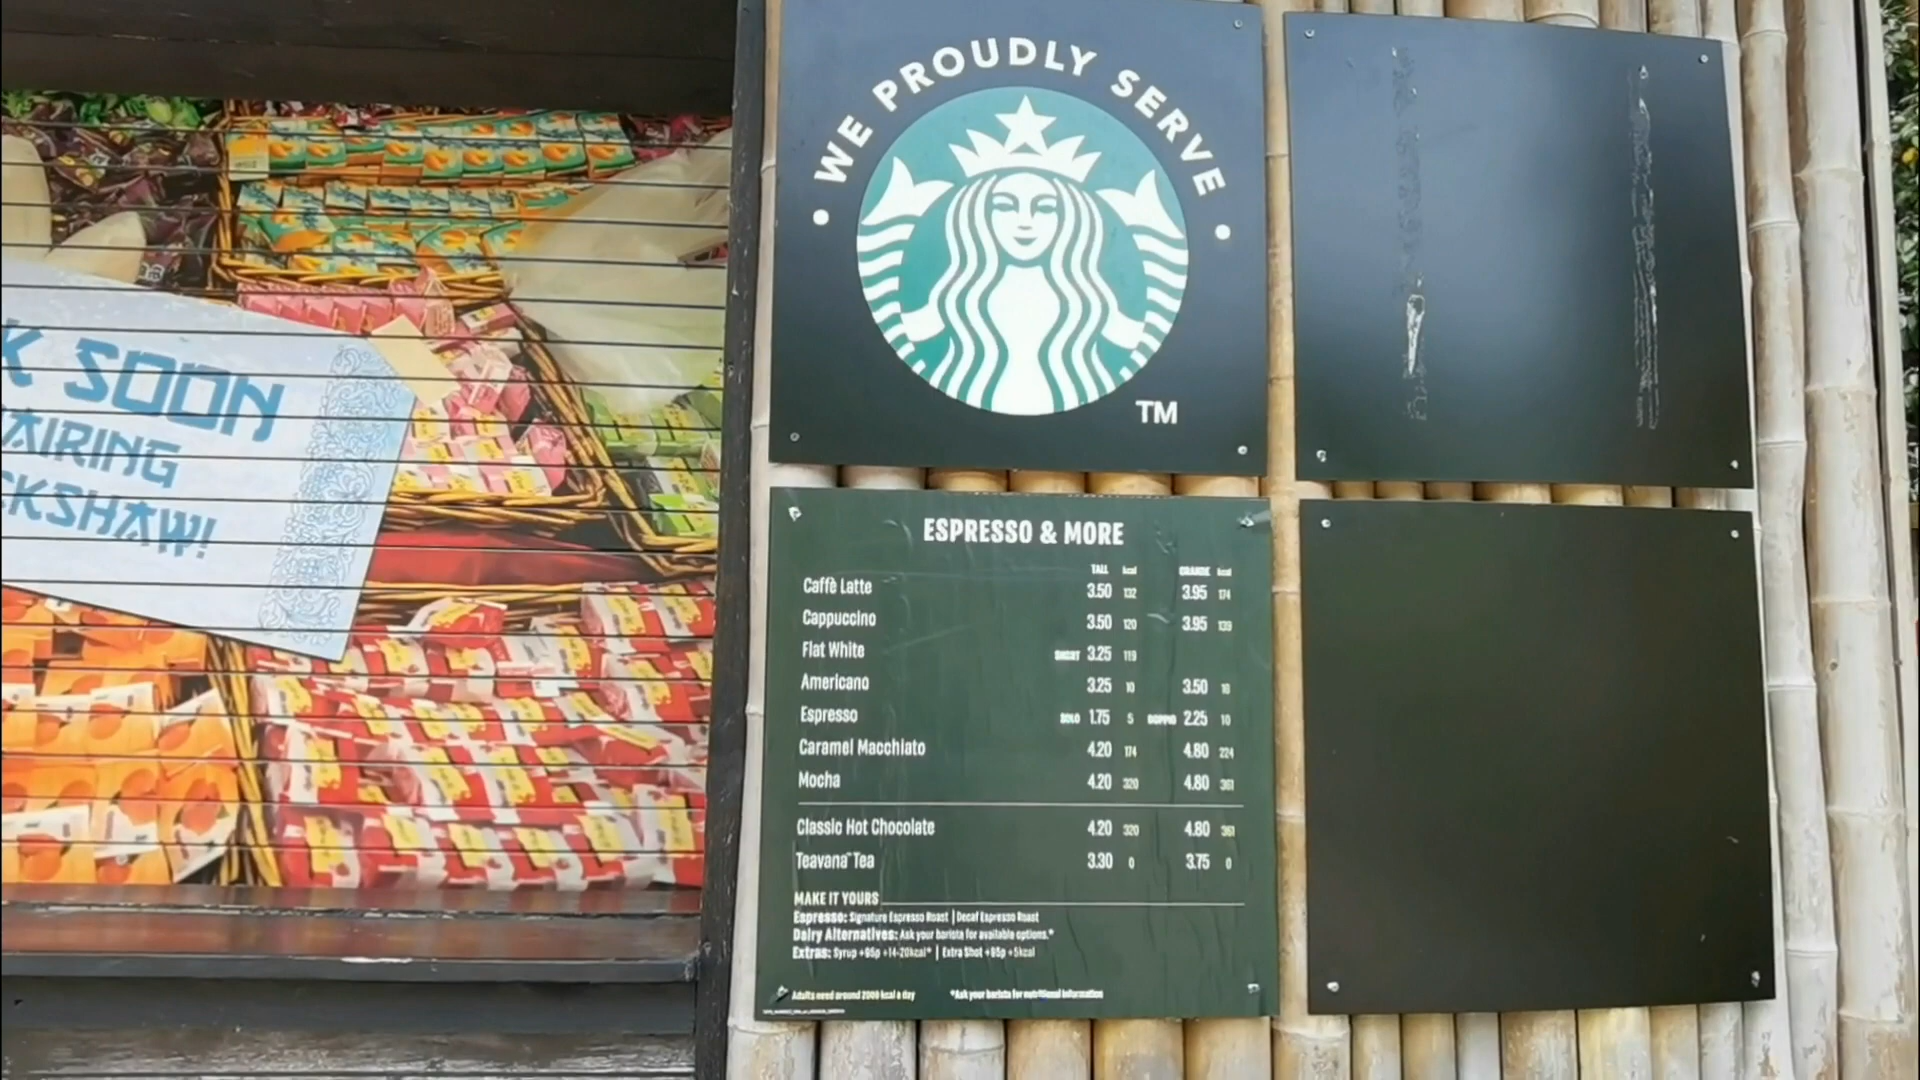 K SOON
AIRING
CKSHAW!
WE PROUDLY SERVE
TM
ESPRESSO & MORE
TALL kcal GRANDE kcal
Caffè Latte 3.50 132 3.95 174
Cappuccino 3.50 120 3.95 139
Flat White SHORT 3.25 119
Americano 3.25 10 3.50 10
Espresso SOLO 1.75 5 DOPPIO 2.25 10
Caramel Macchiato 4.20 174 4.80 224
Mocha 4.20 320 4.80 361
Classic Hot Chocolate 4.20 320 4.80 361
Teavana™ Tea 3.30 0 3.75 0
MAKE IT YOURS
Espresso: Signature Espresso Roast | Decaf Espresso Roast
Dairy Alternatives: Ask your barista for available options.*
Extras: Syrup +65p +14-20kcal* | Extra Shot +65p +5kcal
Adults need around 2000 kcal a day *Ask your barista for nutritional information